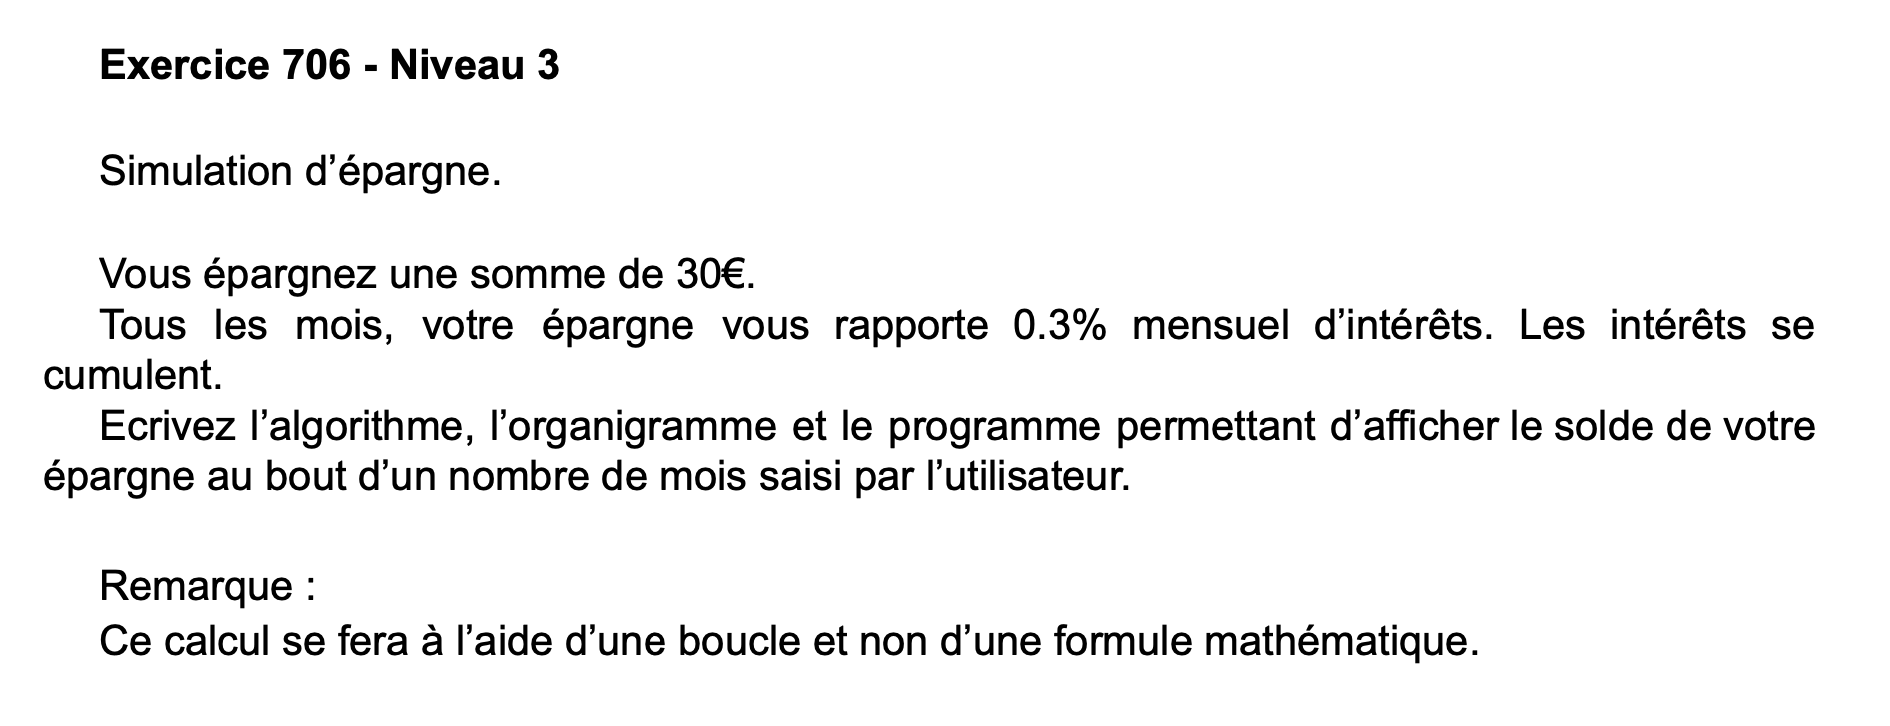 Exercice 706 - Niveau 3
Simulation d’épargne.
Vous épargnez une somme de 30€.
Tous les mois, votre épargne vous rapporte 0.3% mensuel d’intérêts. Les intérêts se
cumulent.
Ecrivez l’algorithme, l’organigramme et le programme permettant d’afficher le solde de votre
épargne au bout d’un nombre de mois saisi par l’utilisateur.
Remarque :
Ce calcul se fera à l’aide d’une boucle et non d’une formule mathématique.